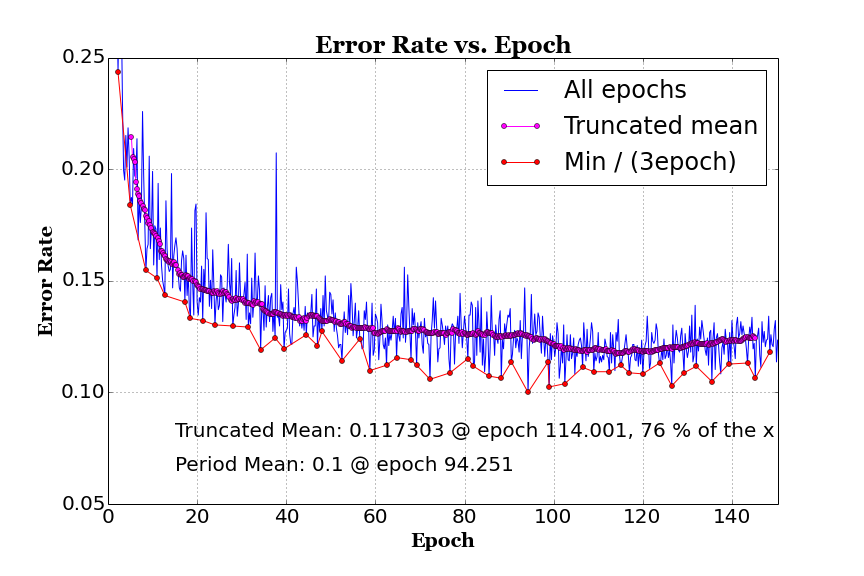 Error Rate vs. Epoch
0.25
0.20
0.15
0.10
0.05
Error Rate
All epochs
Truncated mean
Min / (3epoch)
Truncated Mean: 0.117303 @ epoch 114.001, 76 % of the x
Period Mean: 0.1 @ epoch 94.251
0 20 40 60 80 100 120 140
Epoch